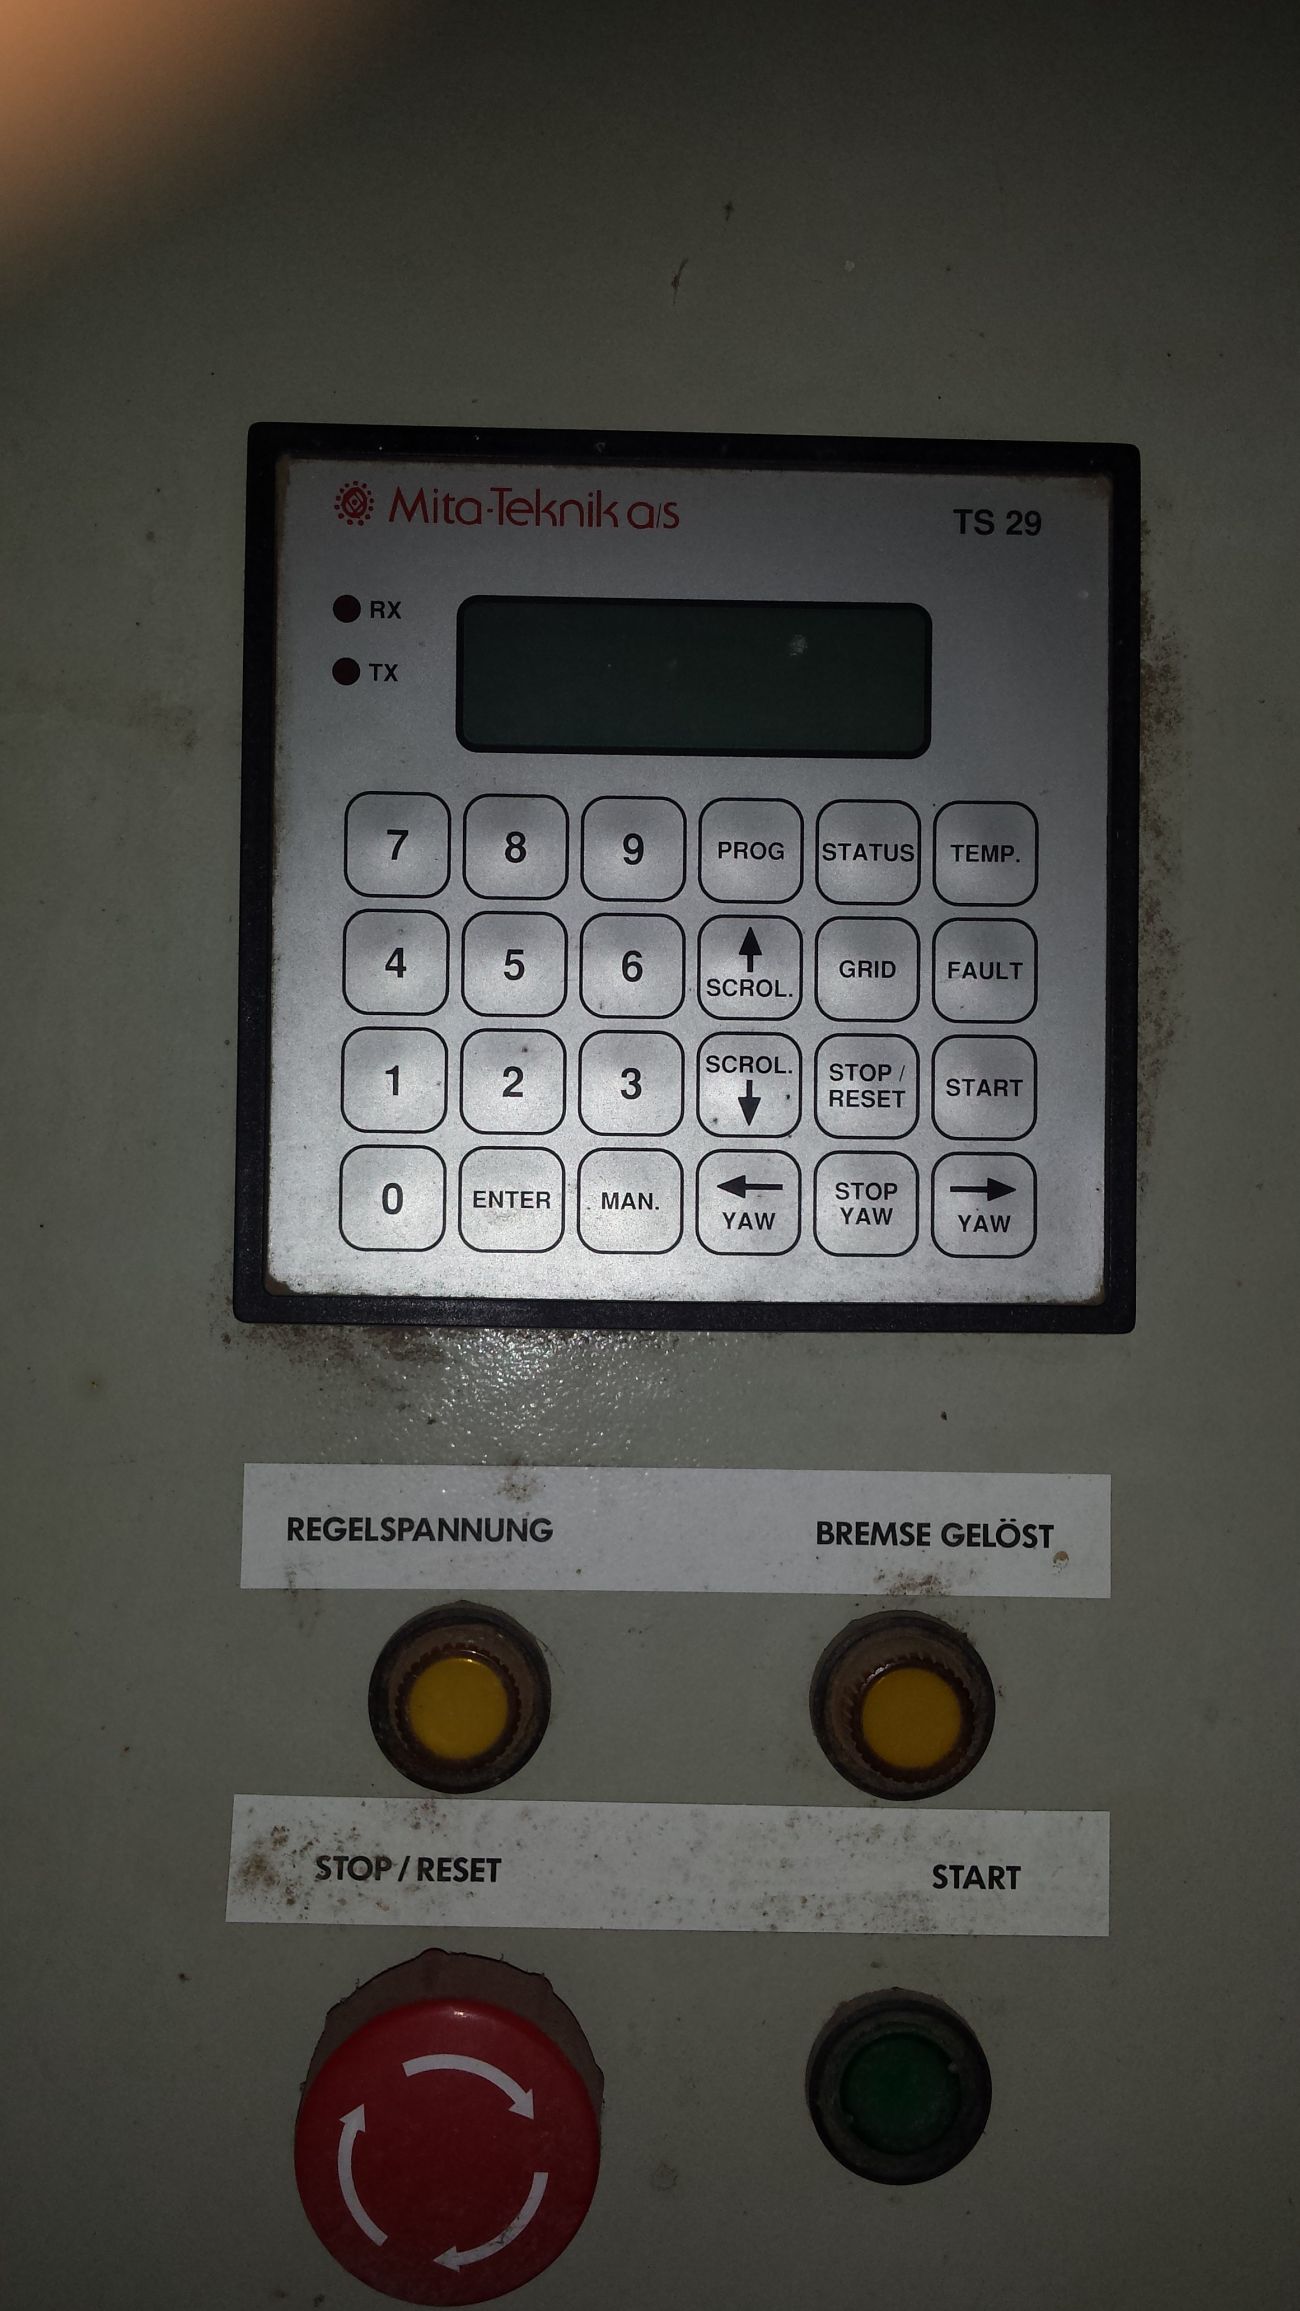 Mita-Teknik a/s
TS 29
RX
TX
7 8 9 PROG STATUS TEMP.
4 5 6 SCROL. GRID FAULT
1 2 3 SCROL. STOP / RESET START
0 ENTER MAN. YAW STOP YAW YAW
REGELSPANNUNG
BREMSE GELÖST
STOP / RESET
START